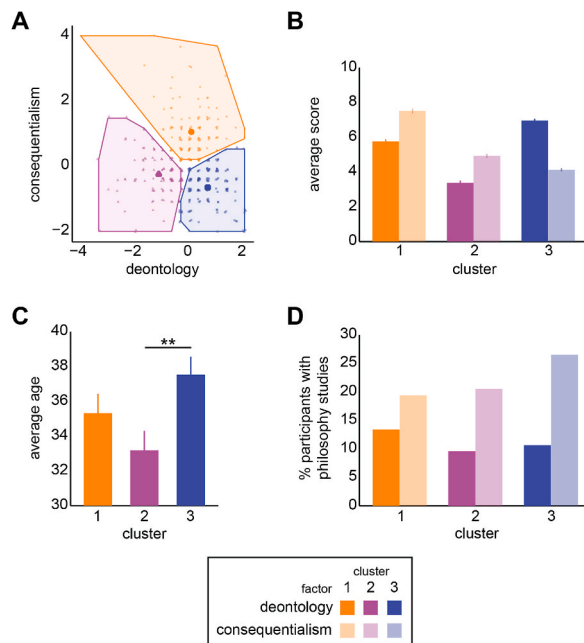 A
4
2
0
−2
consequentialism
−4 −2 0 2
deontology
B
10
8
6
4
2
0
average score
1 2 3
cluster
C
40
38
36
34
32
30
average age
**
1 2 3
cluster
D
30
25
20
15
10
5
0
% participants with
philosophy studies
1 2 3
cluster
cluster
factor 1 2 3
deontology
consequentialism